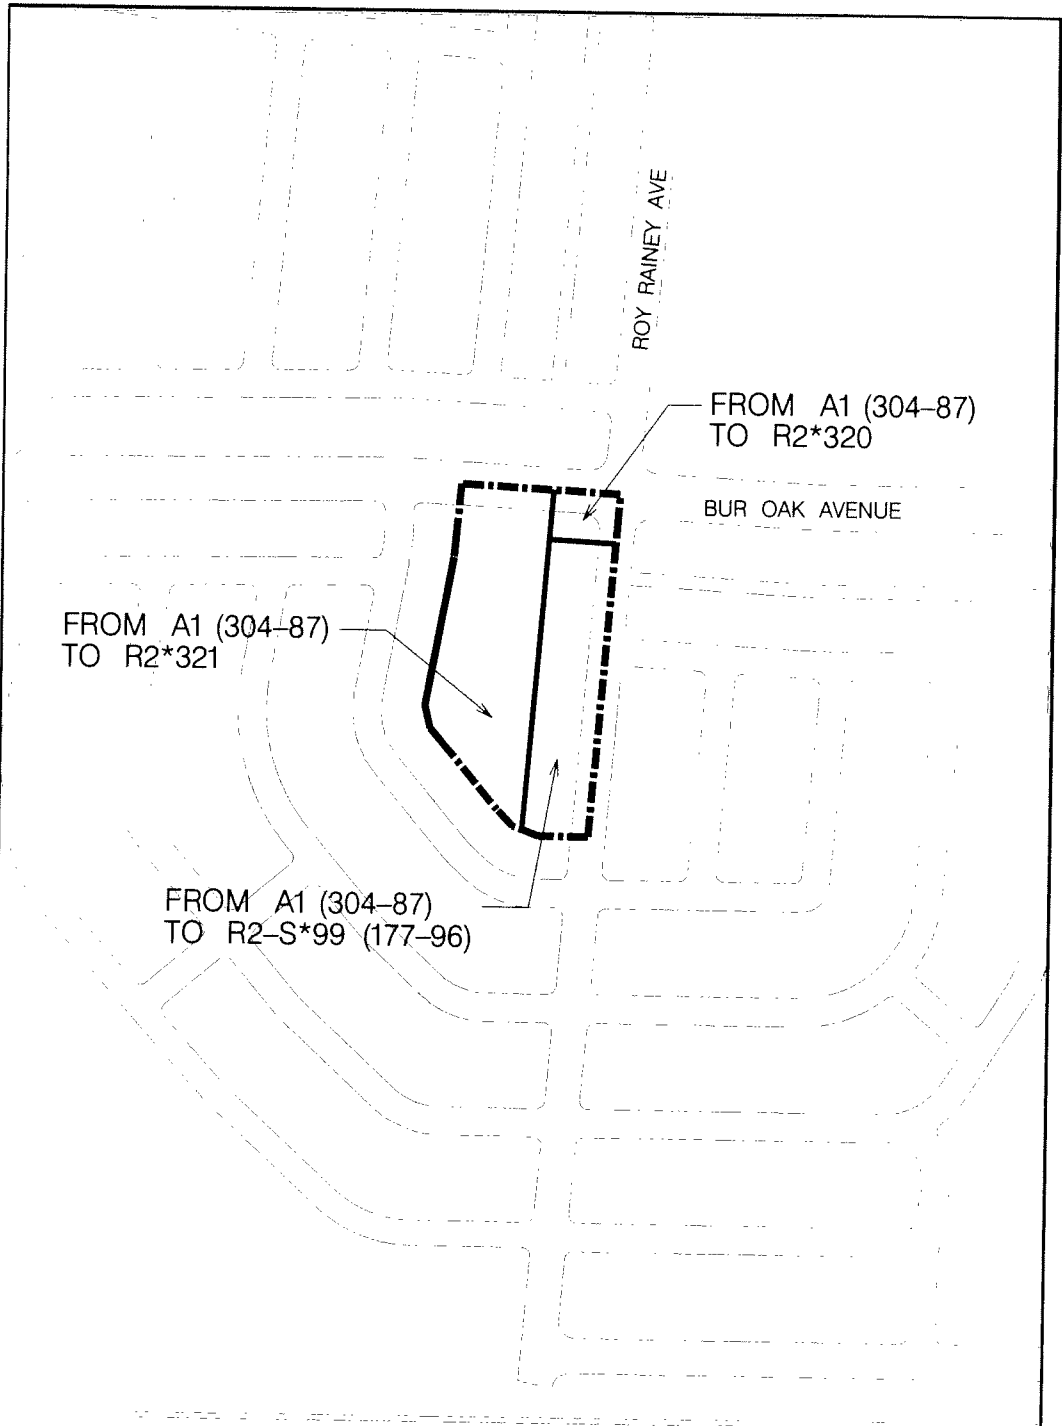 ROY RAINEY AVE
FROM A1 (304-87)
TO R2*320
BUR OAK AVENUE
FROM A1 (304-87)
TO R2*321
FROM A1 (304-87)
TO R2-S*99 (177-96)